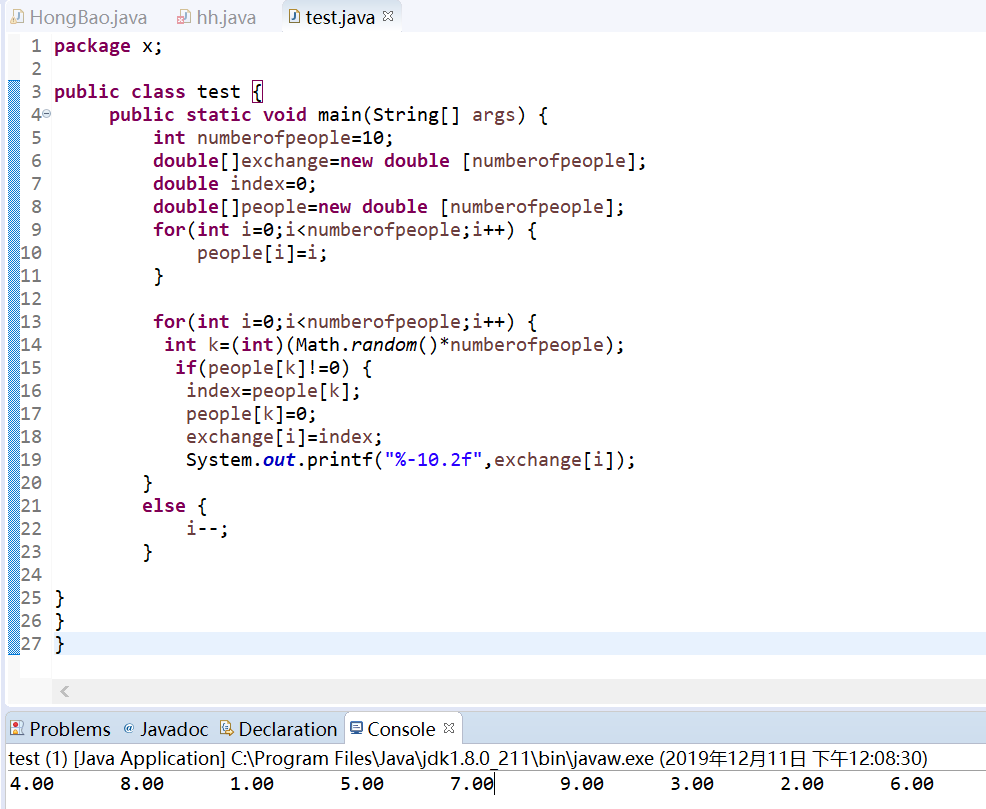 HongBao.java hh.java test.java
1 package x;
2
3 public class test {
4 public static void main(String[] args) {
5 int numberofpeople=10;
6 double[]exchange=new double [numberofpeople];
7 double index=0;
8 double[]people=new double [numberofpeople];
9 for(int i=0;i<numberofpeople;i++) {
10 people[i]=i;
11 }
12
13 for(int i=0;i<numberofpeople;i++) {
14 int k=(int)(Math.random()*numberofpeople);
15 if(people[k]!=0) {
16 index=people[k];
17 people[k]=0;
18 exchange[i]=index;
19 System.out.printf("%-10.2f",exchange[i]);
20 }
21 else {
22 i--;
23 }
24
25 }
26 }
27 }
Problems @ Javadoc Declaration Console
test (1) [Java Application] C:\Program Files\Java\jdk1.8.0_211\bin\javaw.exe (2019年12月11日 下午12:08:30)
4.00 8.00 1.00 5.00 7.00 9.00 3.00 2.00 6.00